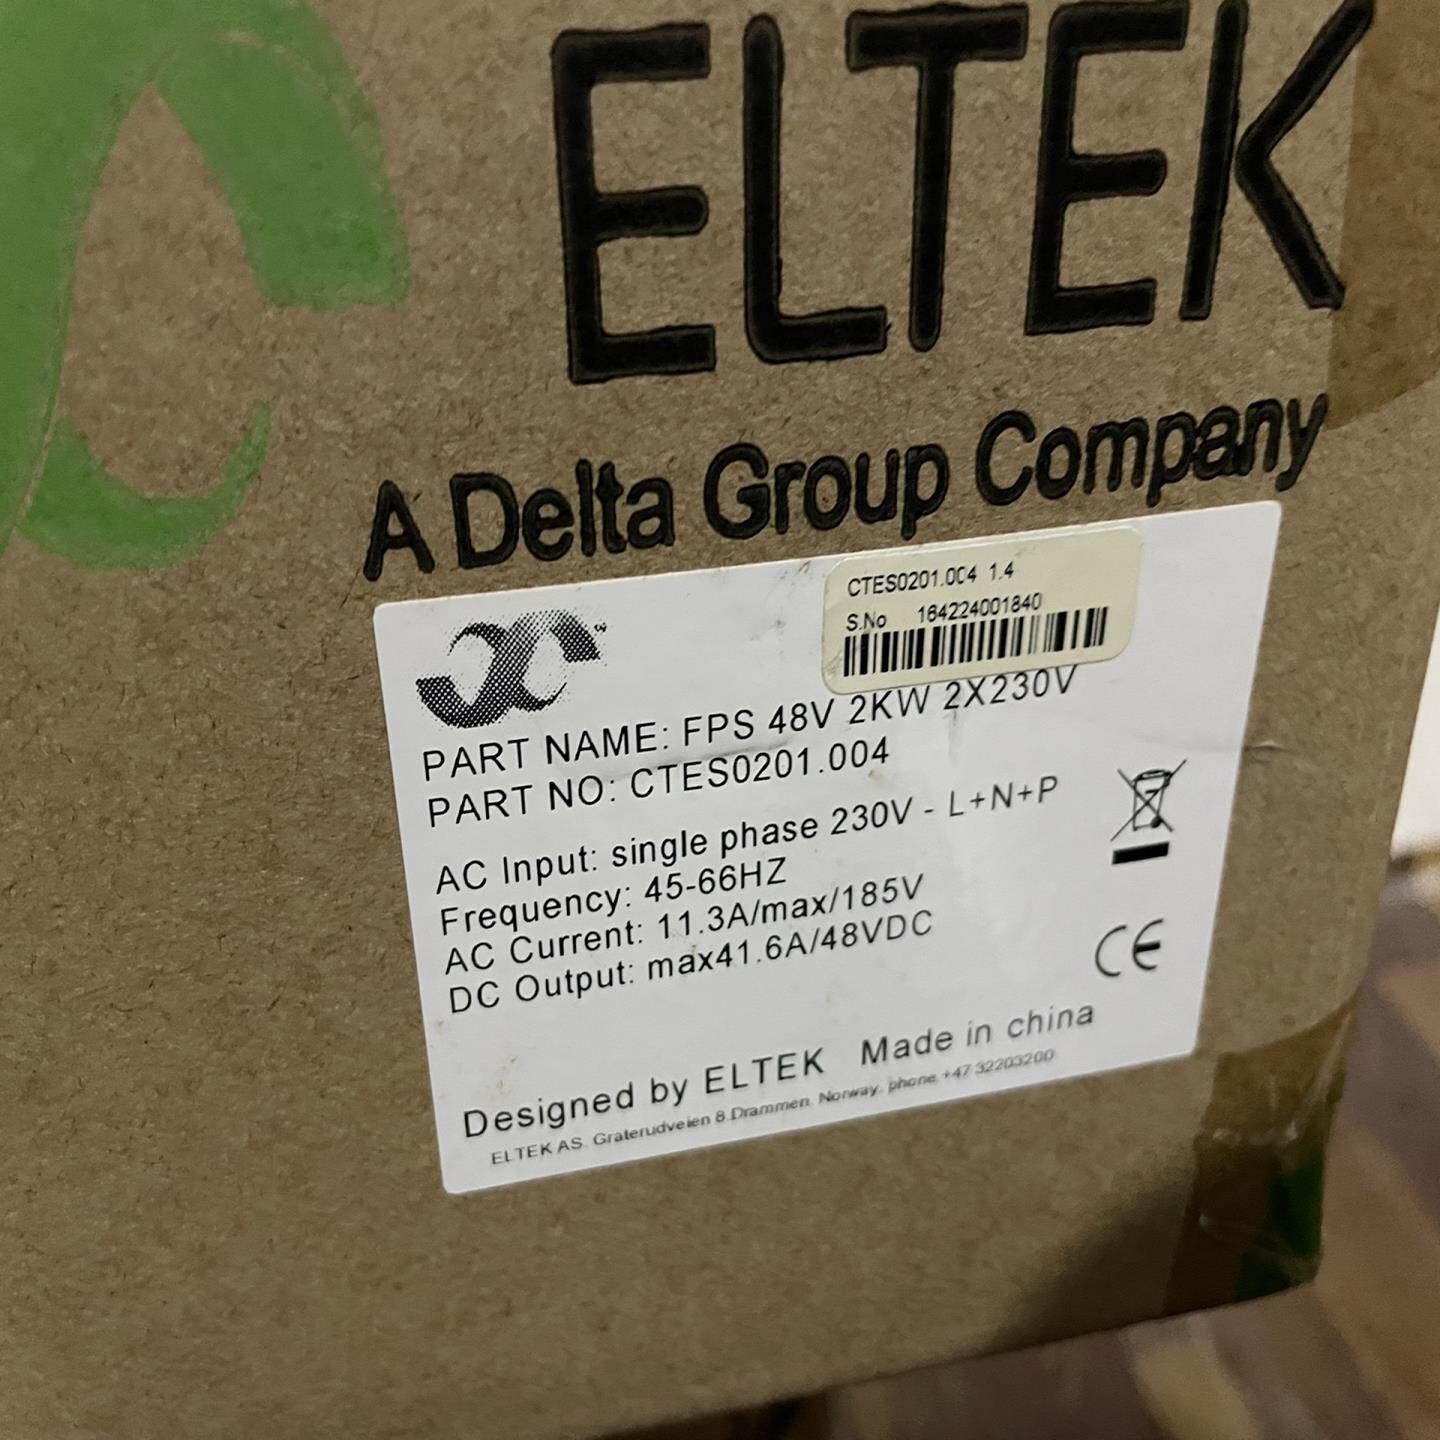 ELTEK
A Delta Group Company
CTES0201.004 1.4
S.No 164224001840
PART NAME: FPS 48V 2KW 2X230V
PART NO: CTES0201.004
AC Input: single phase 230V - L+N+P
Frequency: 45-66HZ
AC Current: 11.3A/max/185V
DC Output: max41.6A/48VDC
CE
Designed by ELTEK Made in china
ELTEK AS. Graterudveien 8 Drammen. Norway. phone +47 32203200